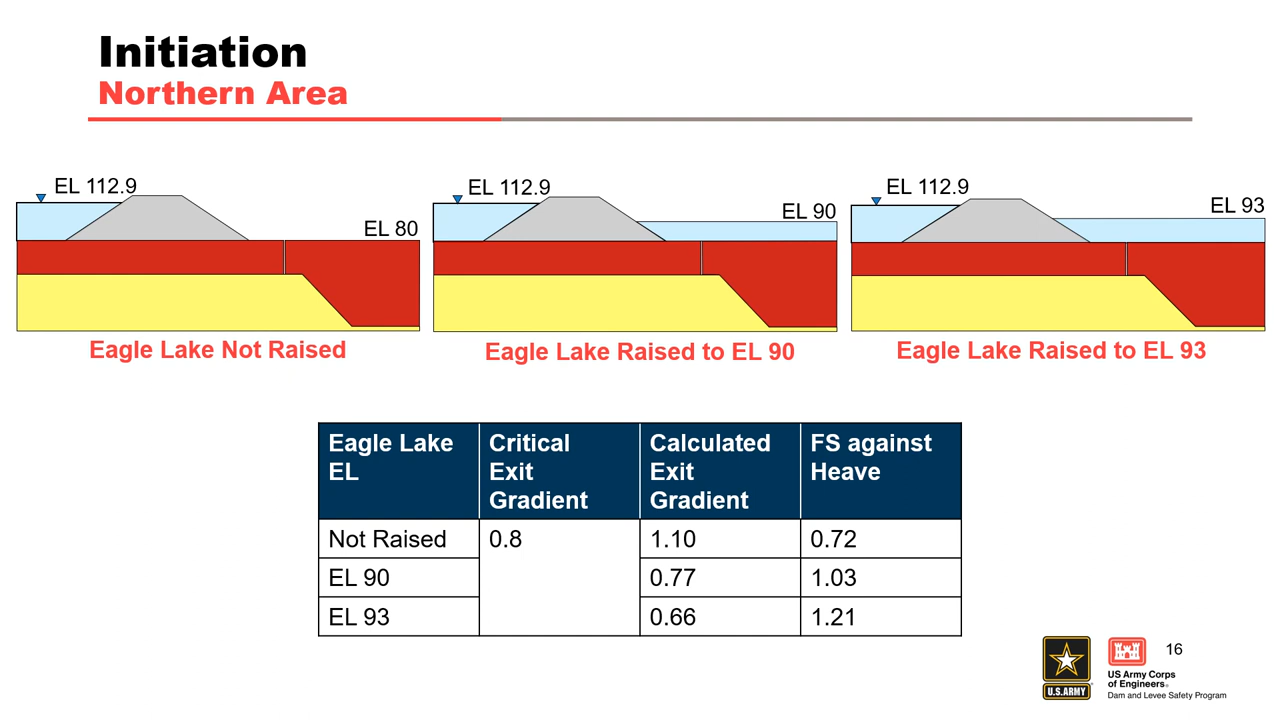 Initiation
Northern Area
EL 112.9
EL 80
Eagle Lake Not Raised
EL 112.9
EL 90
Eagle Lake Raised to EL 90
EL 112.9
EL 93
Eagle Lake Raised to EL 93
Eagle Lake EL
Critical Exit Gradient
Calculated Exit Gradient
FS against Heave
Not Raised 0.8 1.10 0.72
EL 90 0.77 1.03
EL 93 0.66 1.21
U.S.ARMY
US Army Corps
of Engineers®
Dam and Levee Safety Program
16